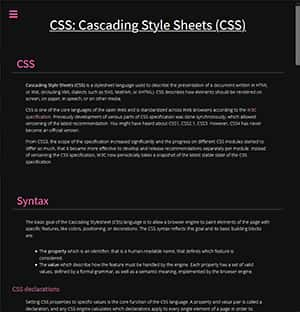 CSS: Cascading Style Sheets (CSS)
CSS
Cascading Style Sheets (CSS) is a stylesheet language used to describe the presentation of a document written in HTML
or XML (including XML dialects such as SVG, MathML or XHTML). CSS describes how elements should be rendered on
screen, on paper, in speech, or on other media.
CSS is one of the core languages of the open Web and is standardized across Web browsers according to the W3C
specification. Previously, development of various parts of CSS specification was done synchronously, which allowed
versioning of the latest recommendation. You might have heard about CSS1, CSS2.1, CSS3. However, CSS4 has never
become an official version.
From CSS3, the scope of the specification increased significantly and the progress on different CSS modules started to
differ so much, that it became more effective to develop and release recommendations separately per module. Instead
of versioning the CSS specification, W3C now periodically takes a snapshot of the latest stable state of the CSS
specification.
Syntax
The basic goal of the Cascading Stylesheet (CSS) language is to allow a browser engine to paint elements of the page with
specific features, like colors, positioning, or decorations. The CSS syntax reflects this goal and its basic building blocks
are:
The property which is an identifier, that is a human-readable name, that defines which feature is
considered.
The value which describe how the feature must be handled by the engine. Each property has a set of valid
values, defined by a formal grammar, as well as a semantic meaning, implemented by the browser engine.
CSS declarations
Setting CSS properties to specific values is the core function of the CSS language. A property and value pair is called a
declaration, and any CSS engine calculates which declarations apply to every single element of a page in order to